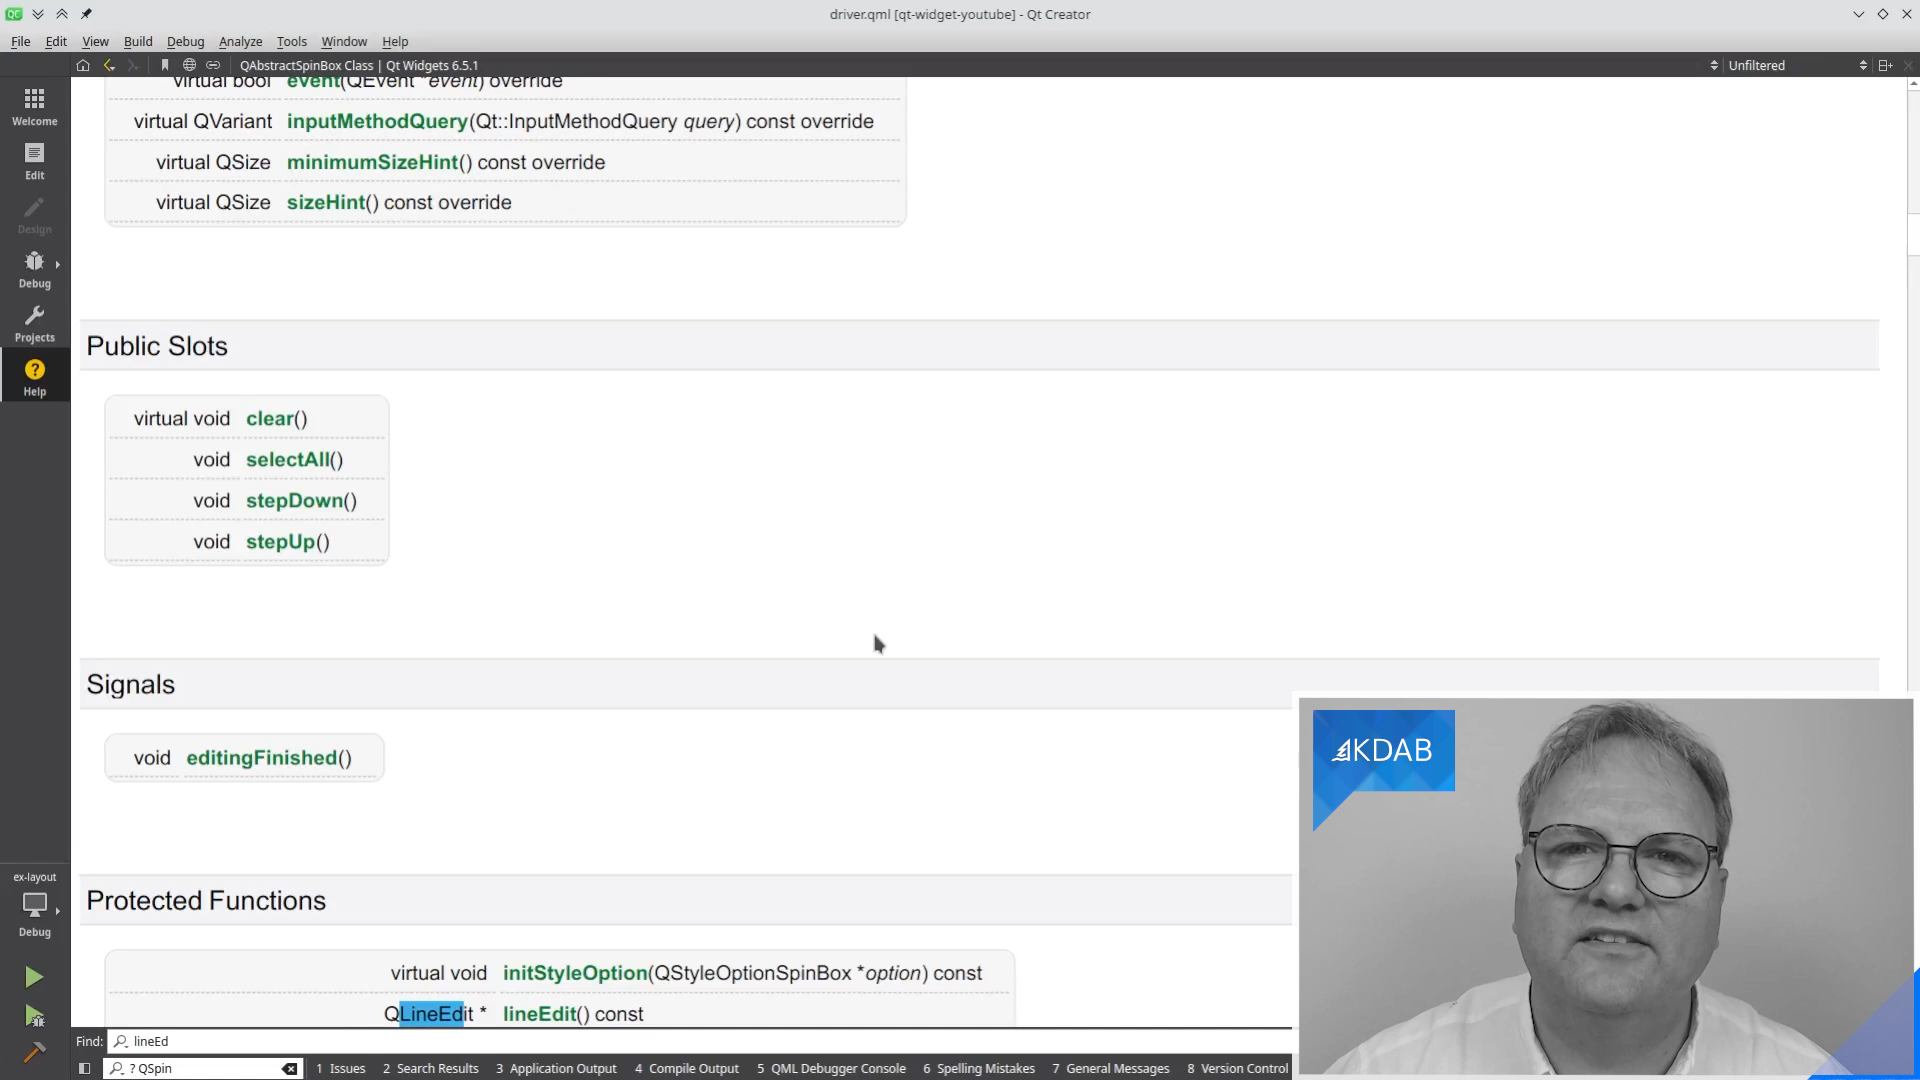 driver.qml [qt-widget-youtube] - Qt Creator
File Edit View Build Debug Analyze Tools Window Help
QAbstractSpinBox Class | Qt Widgets 6.5.1 Unfiltered
Welcome
Edit
Design
Debug
Projects
Help
virtual bool event(QEvent *event) override
virtual QVariant inputMethodQuery(Qt::InputMethodQuery query) const override
virtual QSize minimumSizeHint() const override
virtual QSize sizeHint() const override
Public Slots
virtual void clear()
void selectAll()
void stepDown()
void stepUp()
Signals
void editingFinished()
Protected Functions
virtual void initStyleOption(QStyleOptionSpinBox *option) const
QLineEdit * lineEdit() const
KDAB
ex-layout
Debug
Find: lineEd
? QSpin 1 Issues 2 Search Results 3 Application Output 4 Compile Output 5 QML Debugger Console 6 Spelling Mistakes 7 General Messages 8 Version Control